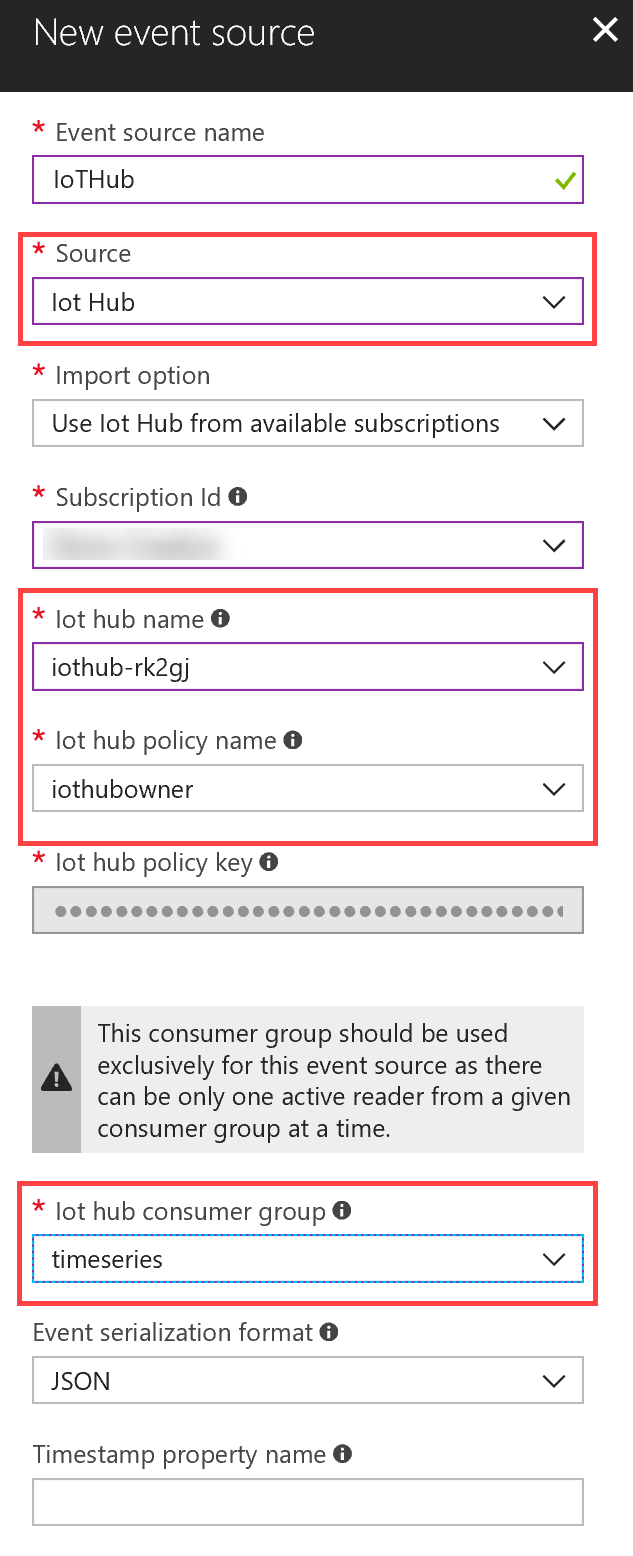 New event source
* Event source name
IoTHub
* Source
Iot Hub
* Import option
Use Iot Hub from available subscriptions
* Subscription Id
* Iot hub name
iothub-rk2gj
* Iot hub policy name
iothubowner
* Iot hub policy key
This consumer group should be used
exclusively for this event source as there
can be only one active reader from a given
consumer group at a time.
* Iot hub consumer group
timeseries
Event serialization format
JSON
Timestamp property name